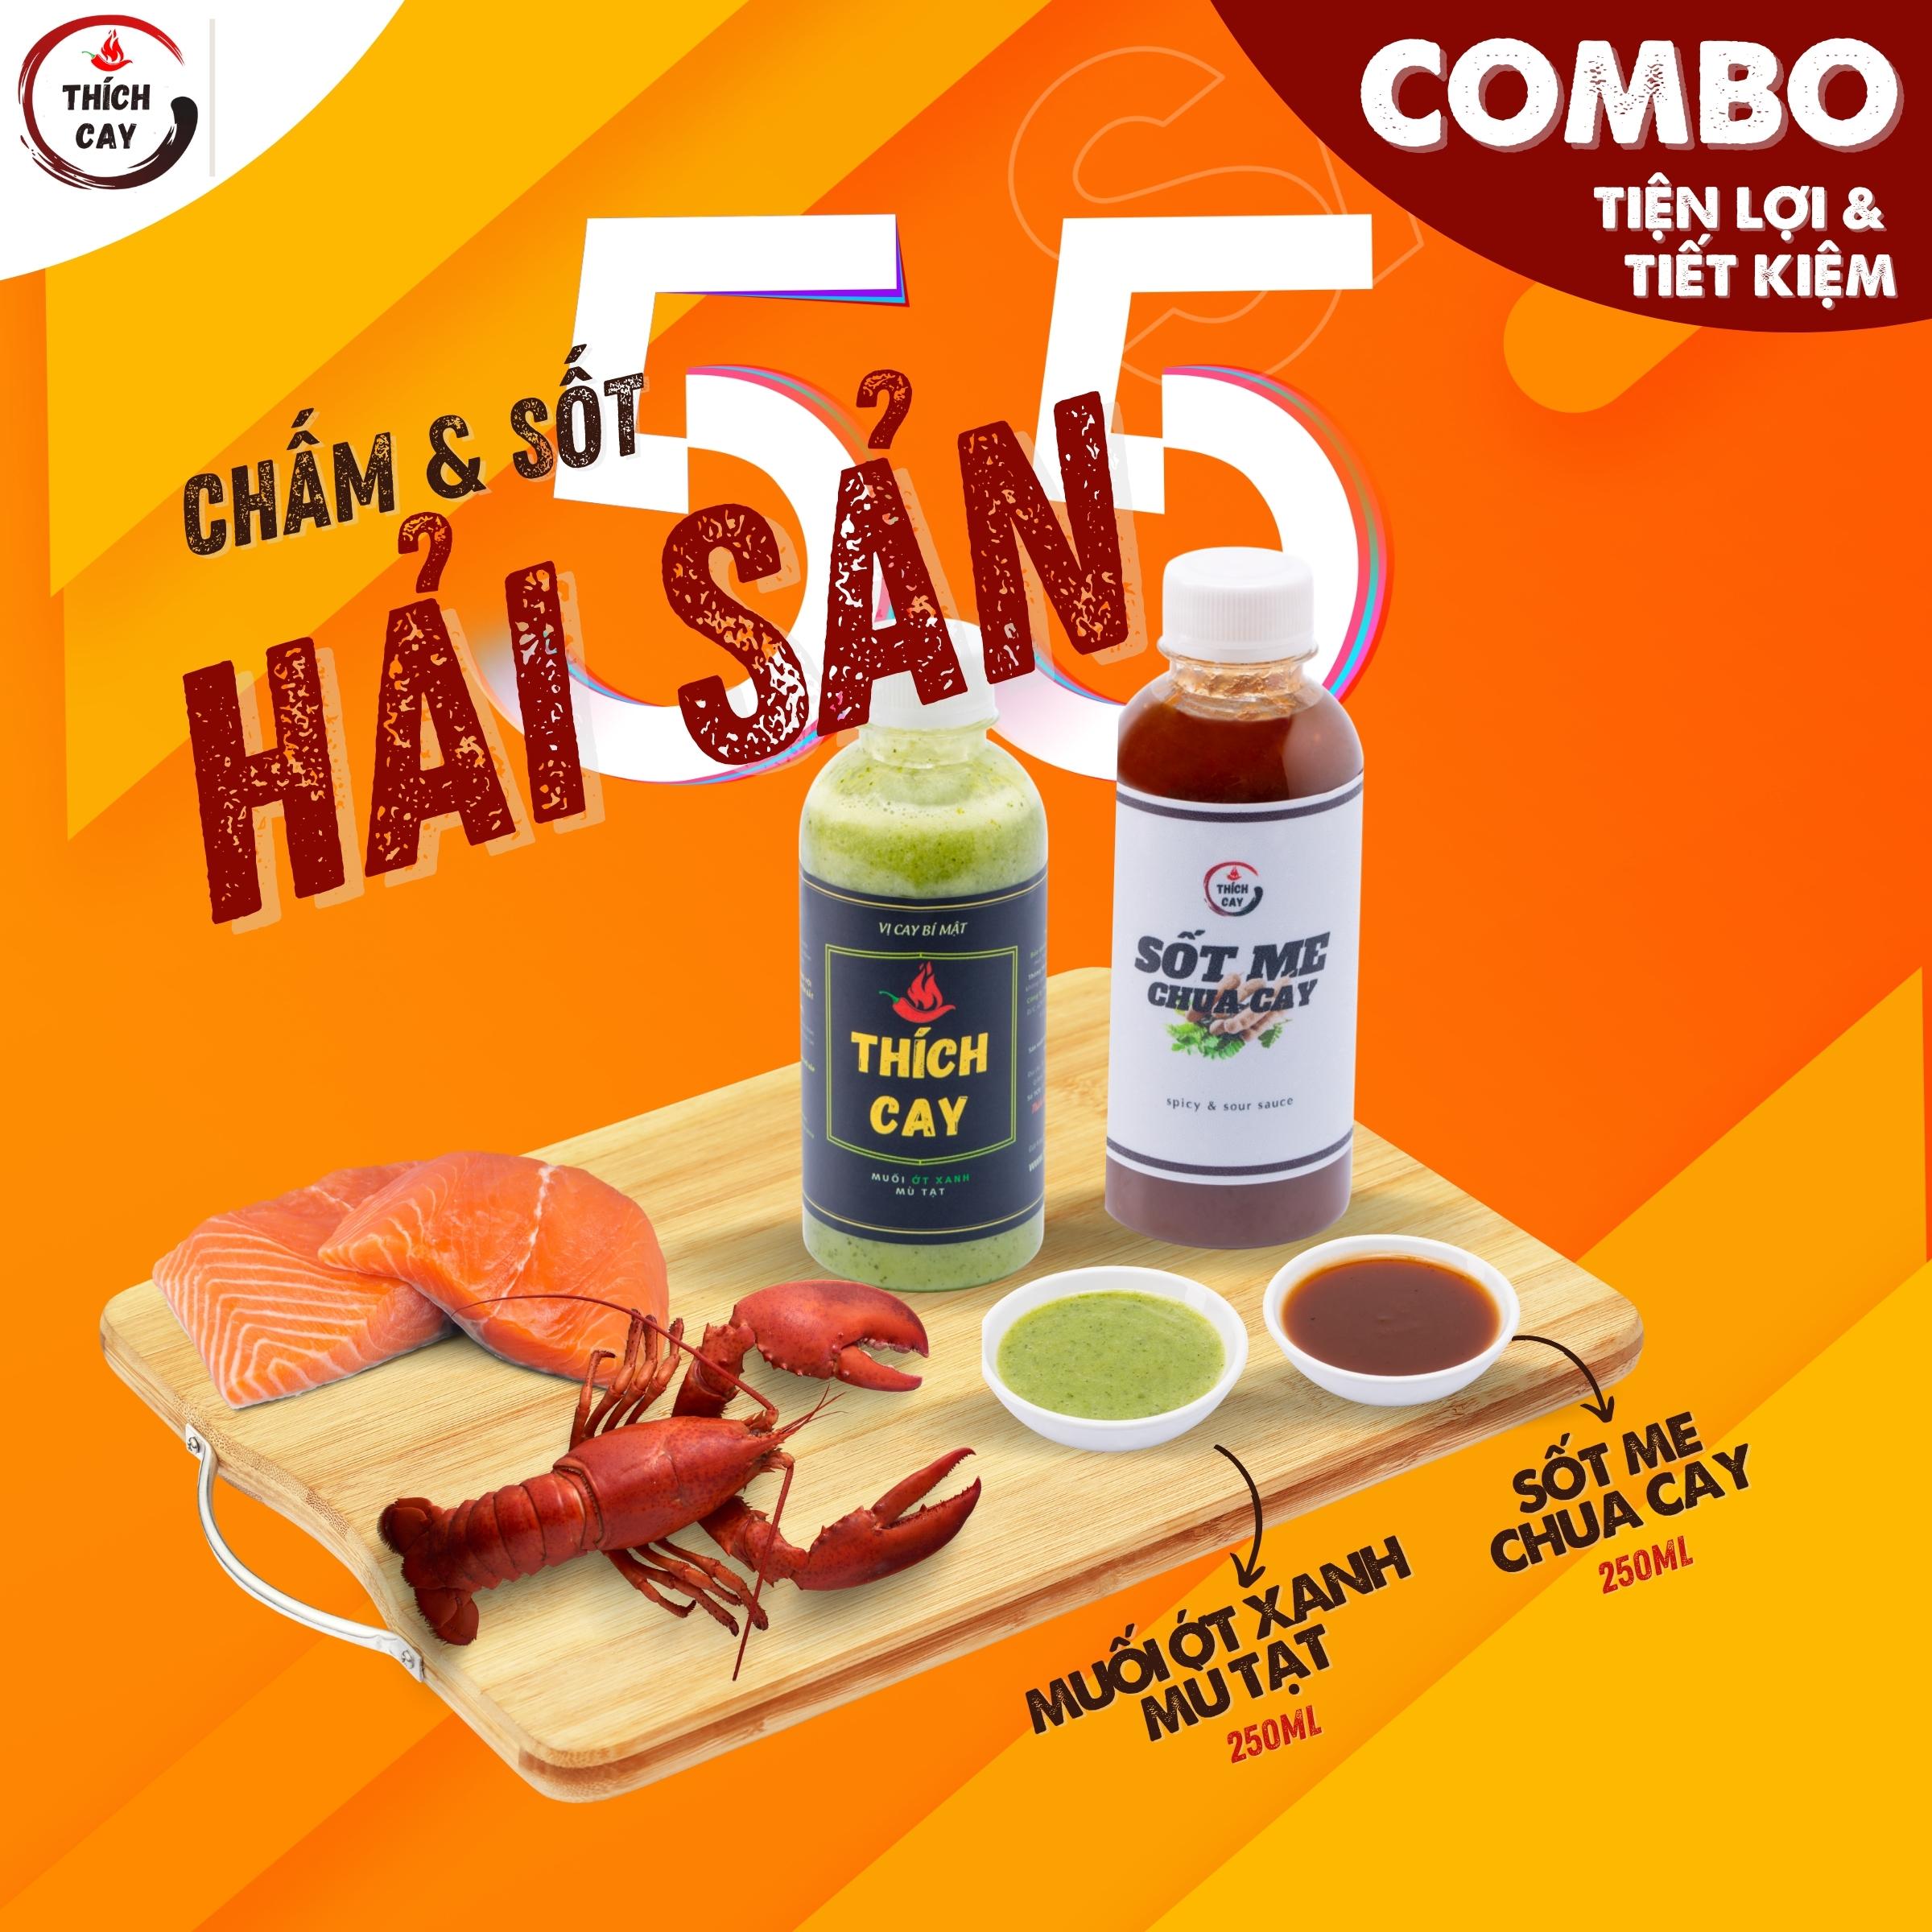 THÍCH
CAY
COMBO
TIỆN LỢI &
TIẾT KIỆM
55
CHẤM & SỐT
HẢI SẢN
VỊ CAY BÍ MẬT
THÍCH
CAY
MUỐI ỚT XANH
MÙ TẠT
THÍCH
CAY
SỐT ME
CHUA CAY
spicy & sour sauce
SỐT ME
CHUA CAY
250ML
MUỐI ỚT XANH
MÙ TẠT
250ML